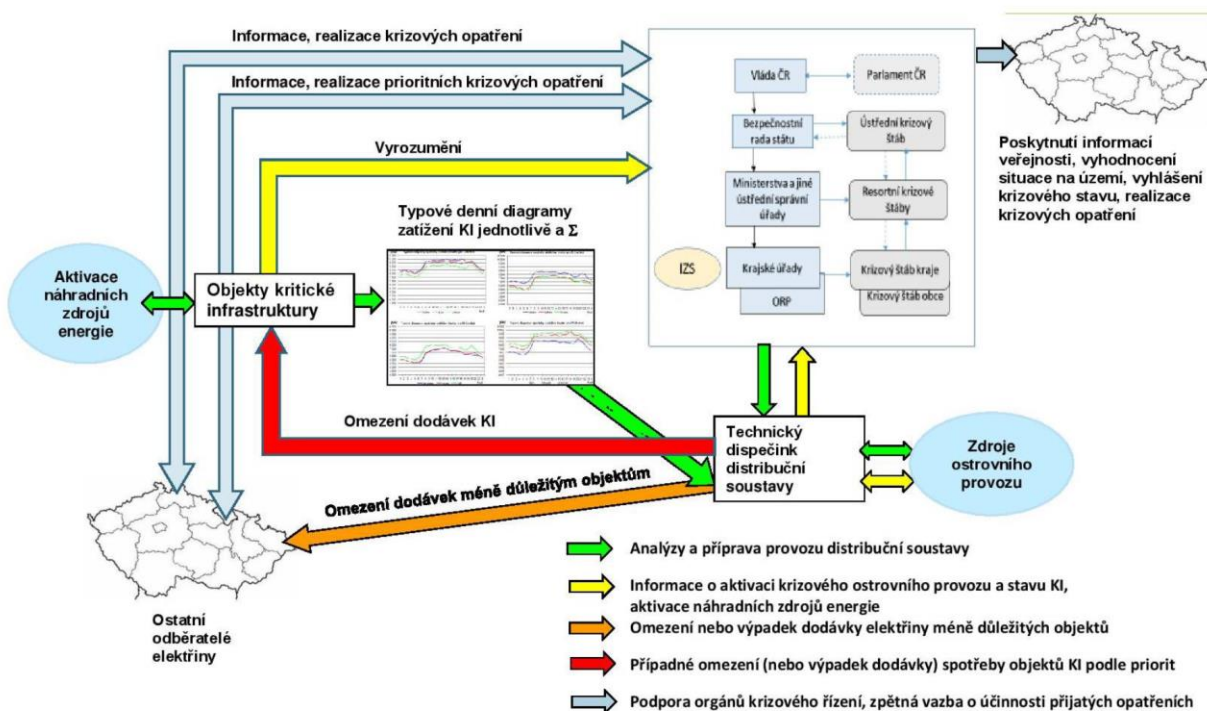 Informace, realizace krizových opatření
Informace, realizace prioritních krizových opatření
Vyrozumění
Typové denní diagramy
zatížení KI jednotlivě a Σ
Aktivace
náhradních
zdrojů
energie
Objekty kritické
infrastruktury
Vláda ČR
Parlament ČR
Bezpečnostní
rada státu
Ústřední krizový
štáb
Ministerstva a jiné
ústřední správní
úřady
Resortní krizové
štáby
IZS
Krajské úřady
ORP
Krizový štáb kraje
Krizový štáb obce
Poskytnutí informací
veřejnosti, vyhodnocení
situace na území, vyhlášení
krizového stavu, realizace
krizových opatření
Omezení dodávek KI
Omezení dodávek méně důležitým objektům
Technický
dispečink
distribuční
soustavy
Zdroje
ostrovního
provozu
Ostatní
odběratelé
elektřiny
Analýzy a příprava provozu distribuční soustavy
Informace o aktivaci krizového ostrovního provozu a stavu KI,
aktivace náhradních zdrojů energie
Omezení nebo výpadek dodávky elektřiny méně důležitých objektů
Případné omezení (nebo výpadek dodávky) spotřeby objektů KI podle priorit
Podpora orgánů krizového řízení, zpětná vazba o účinnosti přijatých opatřeních